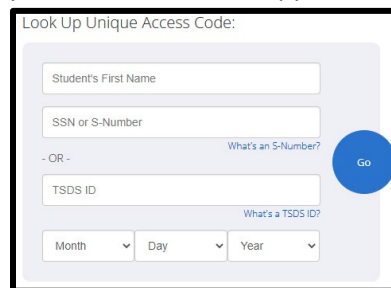 Look Up Unique Access Code:
Student's First Name
SSN or S-Number
What's an S-Number?
- OR -
Go
TSDS ID
What's a TSDS ID?
Month Day Year